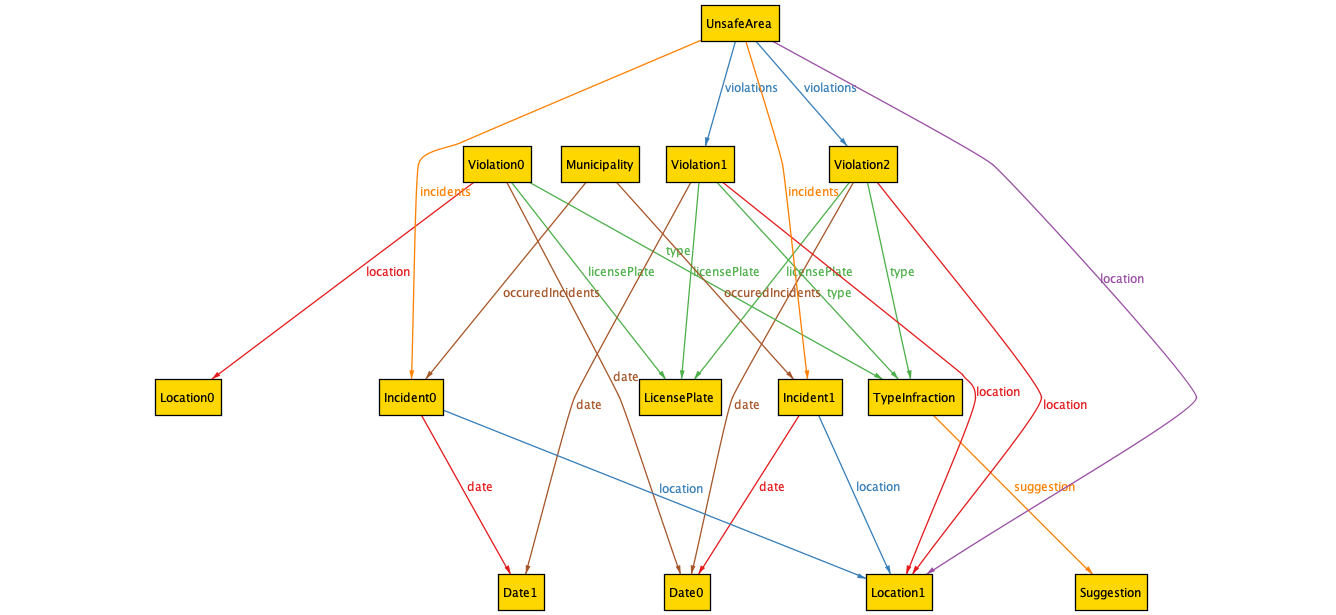 UnsafeArea
violations
violations
Violation0
Municipality
Violation1
Violation2
incidents
incidents
type
location
licensePlate
licensePlate
licensePlate
type
location
occuredIncidents
occuredIncidents
type
date
location
date
date
location
Location0
Incident0
LicensePlate
Incident1
TypeInfraction
date
location
date
location
suggestion
Date1
Date0
Location1
Suggestion